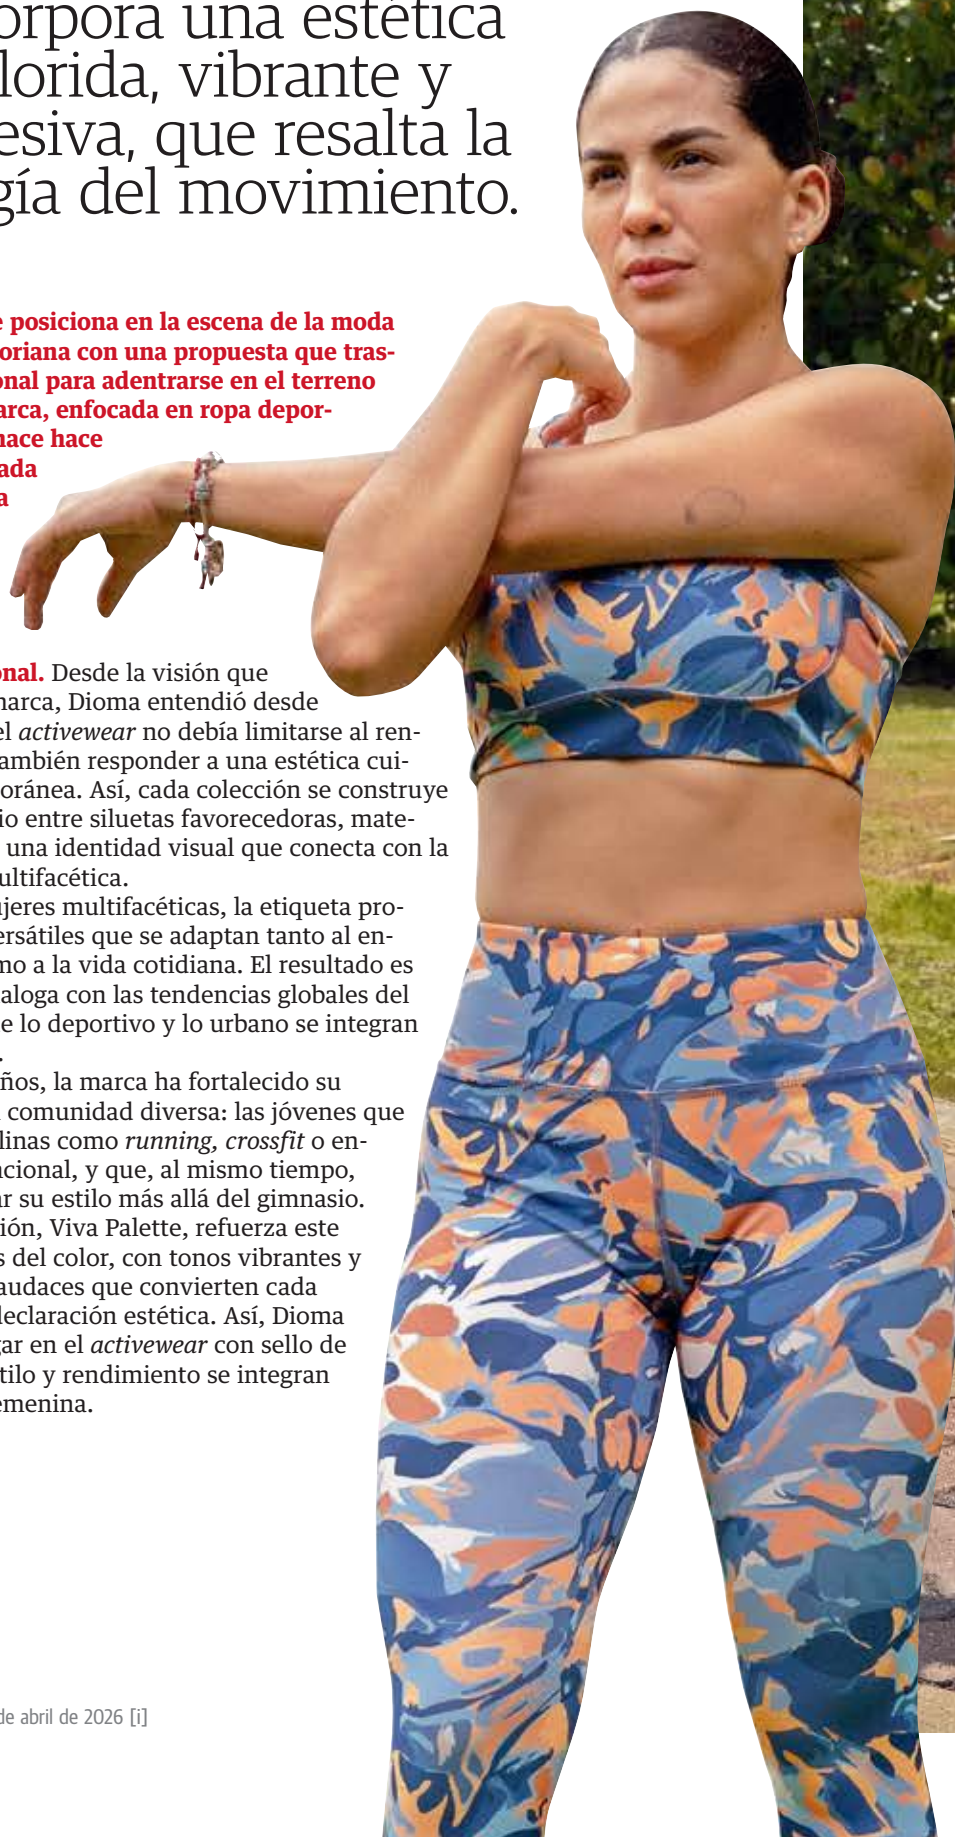 orpora una estética
lorida, vibrante y
esiva, que resalta la
gía del movimiento.
e posiciona en la escena de la moda
oriana con una propuesta que tras-
onal para adentrarse en el terreno
arca, enfocada en ropa depor-
nace hace
ada
a
onal. Desde la visión que
marca, Dioma entendió desde
el activewear no debía limitarse al ren-
también responder a una estética cui-
oránea. Así, cada colección se construye
io entre siluetas favorecedoras, mate-
una identidad visual que conecta con la
ultifacética.
ujeres multifacéticas, la etiqueta pro-
ersátiles que se adaptan tanto al en-
mo a la vida cotidiana. El resultado es
aloga con las tendencias globales del
e lo deportivo y lo urbano se integran
.
ños, la marca ha fortalecido su
comunidad diversa: las jóvenes que
linas como running, crossfit o en-
acional, y que, al mismo tiempo,
ar su estilo más allá del gimnasio.
ión, Viva Palette, refuerza este
s del color, con tonos vibrantes y
audaces que convierten cada
declaración estética. Así, Dioma
gar en el activewear con sello de
tilo y rendimiento se integran
emenina.
de abril de 2026 [i]